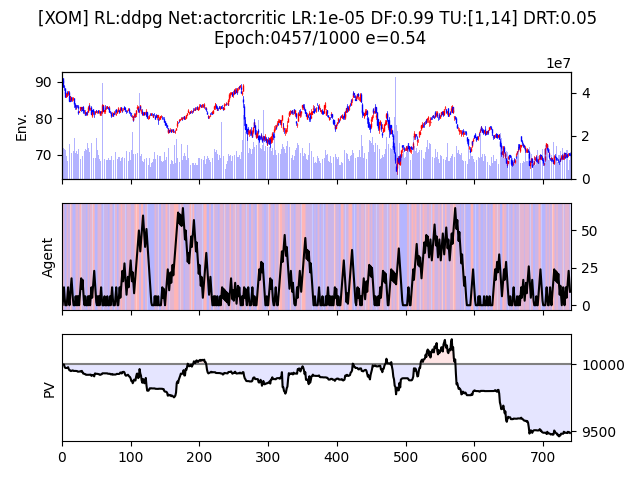 [XOM] RL:ddpg Net:actorcritic LR:1e-05 DF:0.99 TU:[1,14] DRT:0.05
Epoch:0457/1000 e=0.54
1e7
90
80
70
Env.
4
2
0
Agent
50
25
0
PV
10000
9500
0 100 200 300 400 500 600 700